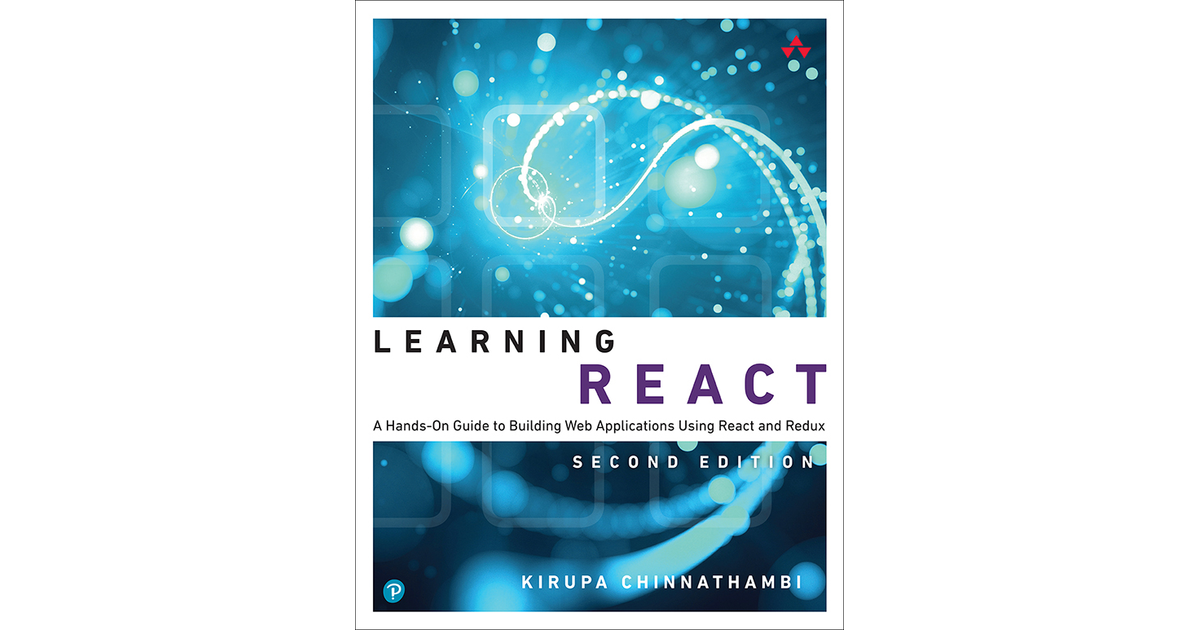 LEARNING
REACT
A Hands-On Guide to Building Web Applications Using React and Redux
SECOND EDITION
KIRUPA CHINNATHAMBI